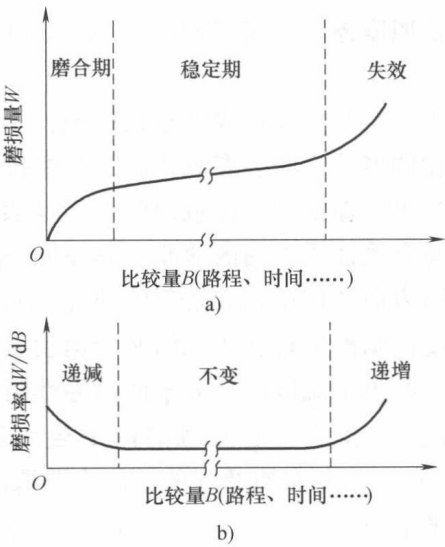 磨合期
稳定期
失效
磨损量W
O
比较量B(路程、时间……)
a)
递减
不变
递增
磨损率dW/dB
O
比较量B(路程、时间……)
b)